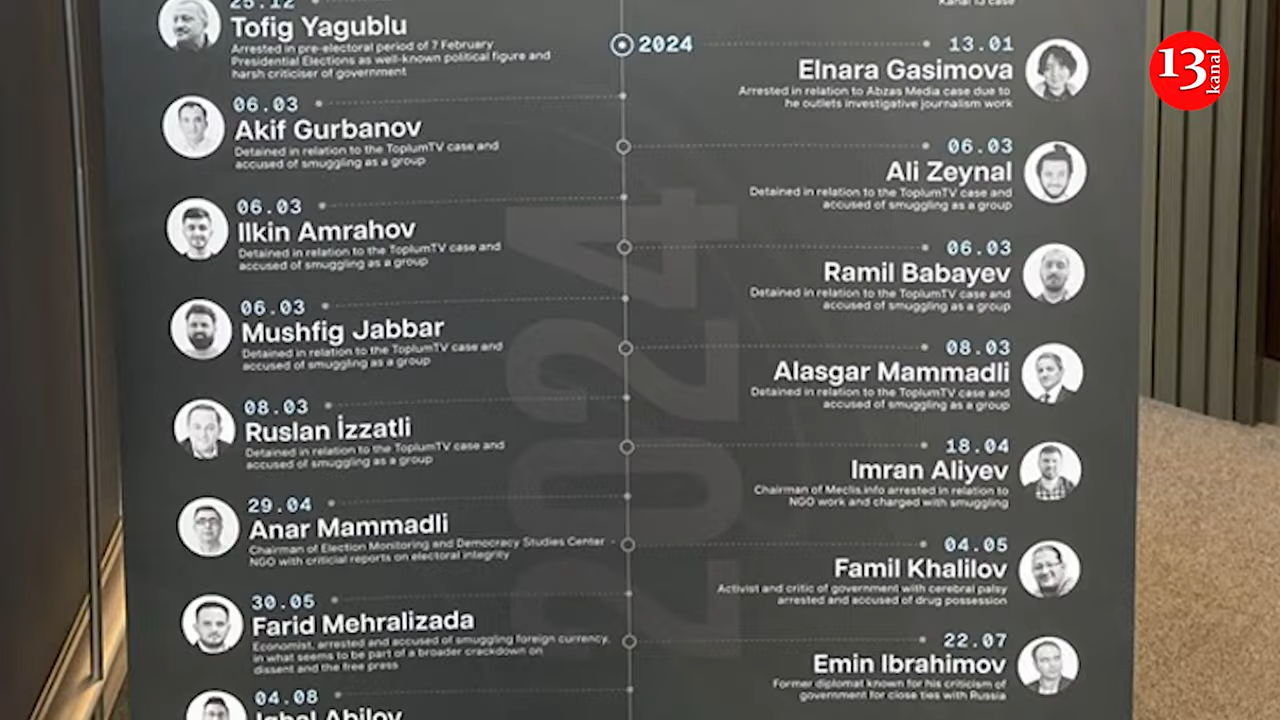 25.12
Tofig Yagublu
Arrested in pre-electoral period of 7 February
Presidential Elections as well-known political figure and
harsh criticiser of government
06.03
Akif Gurbanov
Detained in relation to the ToplumTV case and
accused of smuggling as a group
06.03
Ilkin Amrahov
Detained in relation to the ToplumTV case and
accused of smuggling as a group
06.03
Mushfig Jabbar
Detained in relation to the ToplumTV case and
accused of smuggling as a group
08.03
Ruslan İzzatli
Detained in relation to the ToplumTV case and
accused of smuggling as a group
29.04
Anar Mammadli
Chairman of Election Monitoring and Democracy Studies Center
NGO with criticial reports on electoral integrity
30.05
Farid Mehralizada
Economist, arrested and accused of smuggling foreign currency,
in what seems to be part of a broader crackdown on
dissent and the free press
04.08
Iqbal Abilov
2024
2024
Kanal 13 case
13.01
Elnara Gasimova
Arrested in relation to Abzas Media case due to
he outlets investigative journalism work
06.03
Ali Zeynal
Detained in relation to the ToplumTV case and
accused of smuggling as a group
06.03
Ramil Babayev
Detained in relation to the ToplumTV case and
accused of smuggling as a group
08.03
Alasgar Mammadli
Detained in relation to the ToplumTV case and
accused of smuggling as a group
18.04
Imran Aliyev
Chairman of Meclis.info arrested in relation to
NGO work and charged with smuggling
04.05
Famil Khalilov
Activist and critic of government with cerebral palsy
arrested and accused of drug possession
22.07
Emin Ibrahimov
Former diplomat known for his criticism of
government for close ties with Russia
13 kanal